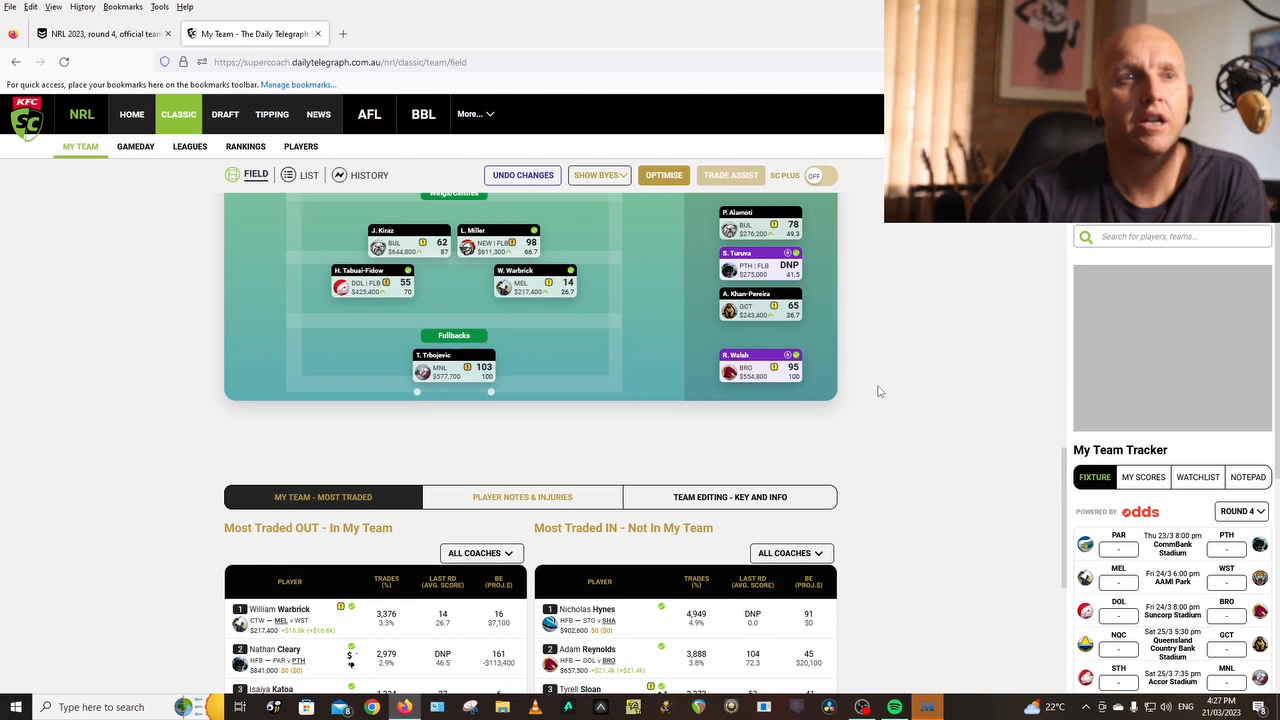 File Edit View History Bookmarks Tools Help
NRL 2023, round 4, official team
My Team - The Daily Telegraph
https://supercoach.dailytelegraph.com.au/nrl/classic/team/field
For quick access, place your bookmarks here on the bookmarks toolbar. Manage bookmarks...
KFC SC NRL HOME CLASSIC DRAFT TIPPING NEWS AFL BBL More...
MY TEAM GAMEDAY LEAGUES RANKINGS PLAYERS
FIELD LIST HISTORY UNDO CHANGES SHOW BYES OPTIMISE TRADE ASSIST SC PLUS OFF
Wings/Centres
J. Kiraz
BUL 62
$644,800 87
L. Miller
NEW | FLB 98
$611,300 66.7
H. Tabuai-Fidow
DOL | FLB 55
$425,400 70
W. Warbrick
MEL 14
$217,400 26.7
Fullbacks
T. Trbojevic
MNL 103
$577,700 100
P. Alamoti
BUL 78
$276,200 49.3
S. Turuva
PTH | FLB DNP
$275,000 41.5
A. Khan-Pereira
GCT 65
$243,400 36.7
R. Walsh
BRO 95
$554,800 100
Search for players, teams...
MY TEAM - MOST TRADED PLAYER NOTES & INJURIES TEAM EDITING - KEY AND INFO
Most Traded OUT - In My Team
ALL COACHES
PLAYER TRADES (%) LAST RD (AVG. SCORE) BE (PROJ.$)
1 William Warbrick
CTW - MEL v WST
$217,400 +$16.6k (+$16.6k)
3,376 3.3% 14 26.7 16 $7,100
2 Nathan Cleary
HFB - PAR v PTH
$841,000 $0 ($0)
2,979 2.9% DNP 46.5 161 -$113,400
3 Isaiya Katoa
Most Traded IN - Not In My Team
ALL COACHES
PLAYER TRADES (%) LAST RD (AVG. SCORE) BE (PROJ.$)
1 Nicholas Hynes
HFB - STG v SHA
$902,600 $0 ($0)
4,949 4.9% DNP 0.0 91 $0
2 Adam Reynolds
HFB - DOL v BRO
$657,500 +$21.4k (+$21.4k)
3,888 3.8% 104 72.3 45 $20,100
3 Tyrell Sloan
My Team Tracker
FIXTURE MY SCORES WATCHLIST NOTEPAD
POWERED BY odds ROUND 4
PAR - Thu 23/3 8:00 pm CommBank Stadium PTH -
MEL - Fri 24/3 6:00 pm AAMI Park WST -
DOL - Fri 24/3 8:00 pm Suncorp Stadium BRO -
NQC - Sat 25/3 5:30 pm Queensland Country Bank Stadium GCT -
STH - Sat 25/3 7:35 pm Accor Stadium MNL -
Type here to search
22°C
4:27 PM
21/03/2023